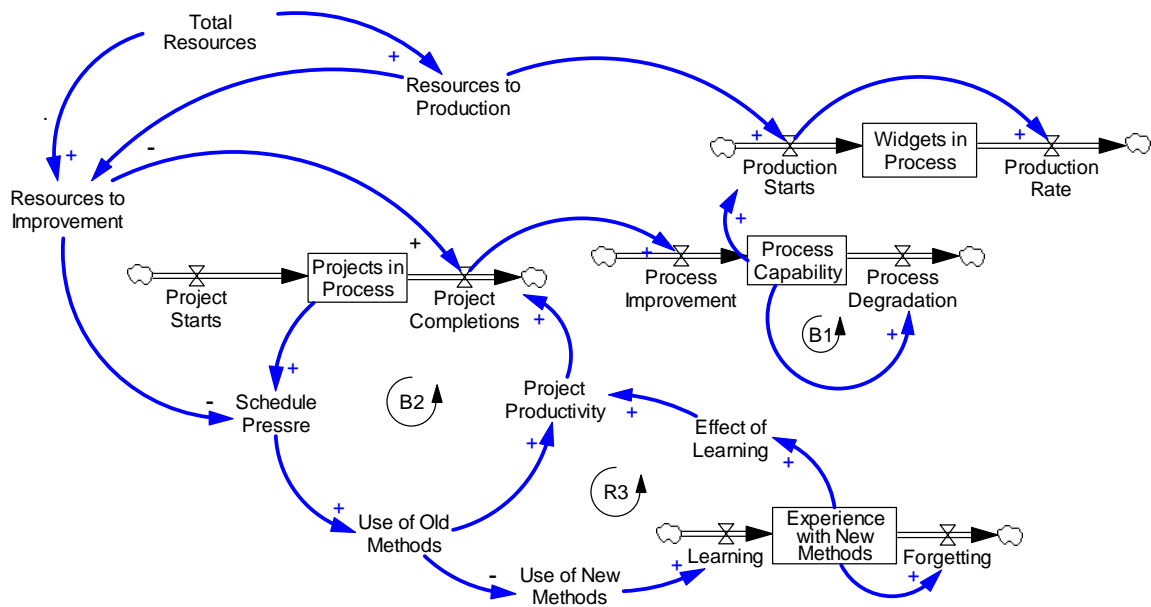 Total
Resources
+
Resources to
Production
+
-
Resources to
Improvement
+
Production
Starts
Widgets in
Process
+
Production
Rate
+
+
Project
Starts
Projects in
Process
Project
Completions
+
+
Process
Improvement
Process
Capability
Process
Degradation
B1
+
+
-
Schedule
Pressre
B2
Project
Productivity
+
+
Effect of
Learning
+
R3
+
Use of Old
Methods
-
Use of New
Methods
+
Learning
Experience
with New
Methods
+
Forgetting